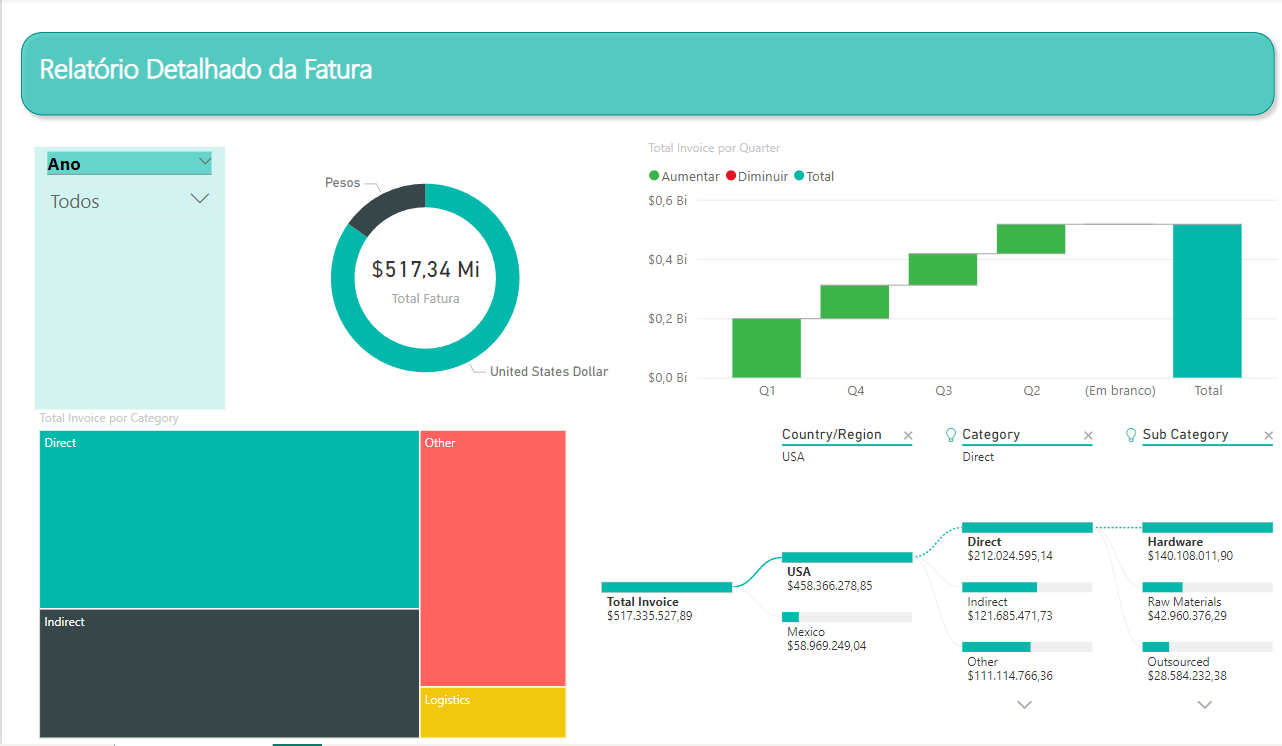 Relatório Detalhado da Fatura
Ano
Todos
Pesos
$517,34 Mi
Total Fatura
United States Dollar
Total Invoice por Quarter
Aumentar Diminuir Total
$0,6 Bi
$0,4 Bi
$0,2 Bi
$0,0 Bi
Q1 Q4 Q3 Q2 (Em branco) Total
Total Invoice por Category
Direct
Other
Indirect
Logistics
Country/Region
USA
Category
Direct
Sub Category
Total Invoice
$517.335.527,89
USA
$458.366.278,85
Mexico
$58.969.249,04
Direct
$212.024.595,14
Indirect
$121.685.471,73
Other
$111.114.766,36
Hardware
$140.108.011,90
Raw Materials
$42.960.376,29
Outsourced
$28.584.232,38